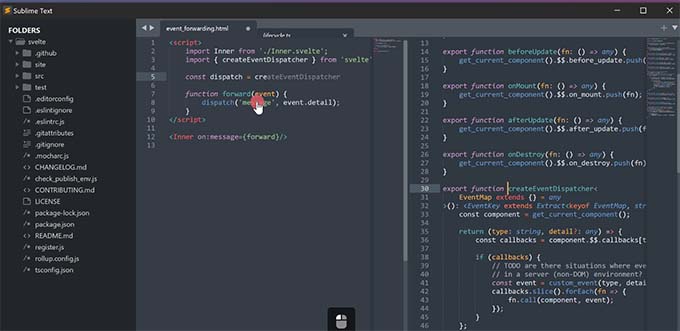 Sublime Text
FOLDERS
svelte
.github
site
src
test
.editorconfig
.eslintignore
.eslintrc.js
.gitattributes
.gitignore
.mocharc.js
CHANGELOG.md
check_publish_env.js
CONTRIBUTING.md
LICENSE
package-lock.json
package.json
README.md
register.js
rollup.config.js
tsconfig.json
event_forwarding.html
lifecycle.ts
1 <script>
2 import Inner from './Inner.svelte';
3 import { createEventDispatcher } from 'svelte
4
5 const dispatch = createEventDispatcher
6
7 function forward(event) {
8 dispatch('message', event.detail);
9 }
10 </script>
11
12 <Inner on:message={forward}/>
13
13
14 export function beforeUpdate(fn: () => any) {
15 get_current_component().$$.before_update.push(
16 }
17
18 export function onMount(fn: () => any) {
19 get_current_component().$$.on_mount.push(fn);
20 }
21
22 export function afterUpdate(fn: () => any) {
23 get_current_component().$$.after_update.push(f
24 }
25
26 export function onDestroy(fn: () => any) {
27 get_current_component().$$.on_destroy.push(fn)
28 }
29
30 export function createEventDispatcher<
31 EventMap extends {} = any
32 >(): <EventKey extends Extract<keyof EventMap, str
33 const component = get_current_component();
34
35 return (type: string, detail?: any) => {
36 const callbacks = component.$$.callbacks[t
37
38 if (callbacks) {
39 // TODO are there situations where eve
40 // in a server (non-DOM) environment?
41 const event = custom_event(type, detai
42 callbacks.slice().forEach(fn => {
43 fn.call(component, event);
44 });
45 }
46 };